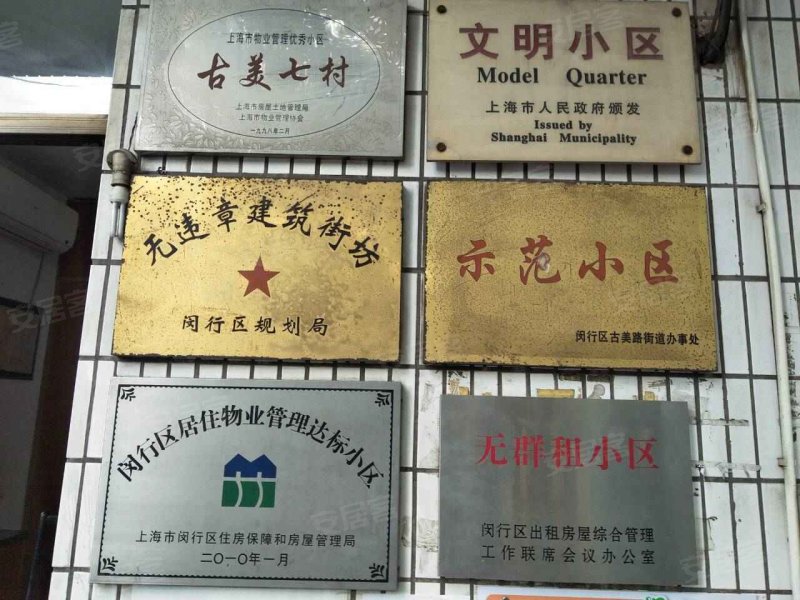 上海市物业管理优秀小区
古美七村
上海市房屋土地管理局
上海市物业管理协会
一九九八年二月
文明小区
Model Quarter
上海市人民政府颁发
Issued by
Shanghai Municipality
无违章建筑街坊
闵行区规划局
示范小区
闵行区古美路街道办事处
闵行区居住物业管理达标小区
上海市闵行区住房保障和房屋管理局
二〇一〇年一月
无群租小区
闵行区出租房屋综合管理
工作联席会议办公室
安居客